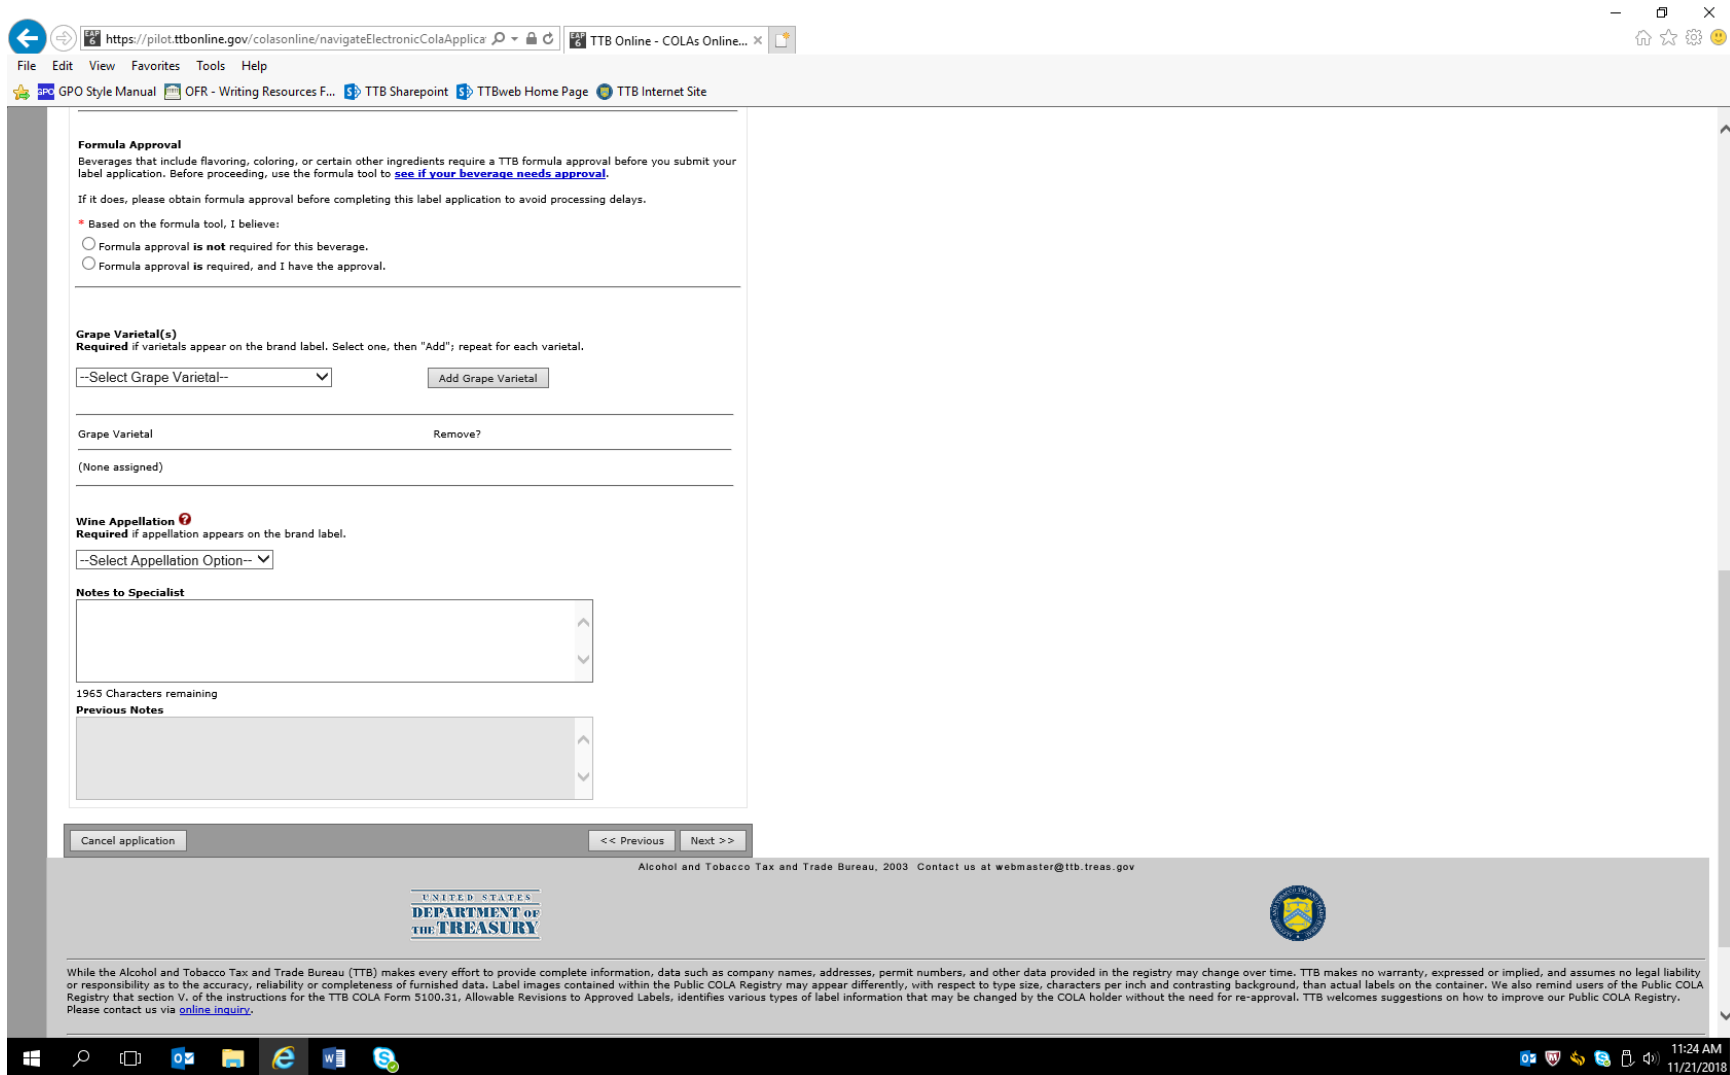 https://pilot.ttbonline.gov/colasonline/navigateElectronicColaApplica
TTB Online - COLAs Online...
File Edit View Favorites Tools Help
GPO Style Manual OFR - Writing Resources F... TTB Sharepoint TTBweb Home Page TTB Internet Site
Formula Approval
Beverages that include flavoring, coloring, or certain other ingredients require a TTB formula approval before you submit your
label application. Before proceeding, use the formula tool to see if your beverage needs approval.
If it does, please obtain formula approval before completing this label application to avoid processing delays.
* Based on the formula tool, I believe:
Formula approval is not required for this beverage.
Formula approval is required, and I have the approval.
Grape Varietal(s)
Required if varietals appear on the brand label. Select one, then "Add"; repeat for each varietal.
--Select Grape Varietal-- Add Grape Varietal
Grape Varietal Remove?
(None assigned)
Wine Appellation ?
Required if appellation appears on the brand label.
--Select Appellation Option--
Notes to Specialist
1965 Characters remaining
Previous Notes
Cancel application << Previous Next >>
Alcohol and Tobacco Tax and Trade Bureau, 2003 Contact us at webmaster@ttb.treas.gov
UNITED STATES
DEPARTMENT OF
THE TREASURY
While the Alcohol and Tobacco Tax and Trade Bureau (TTB) makes every effort to provide complete information, data such as company names, addresses, permit numbers, and other data provided in the registry may change over time. TTB makes no warranty, expressed or implied, and assumes no legal liability
or responsibility as to the accuracy, reliability or completeness of furnished data. Label images contained within the Public COLA Registry may appear differently, with respect to type size, characters per inch and contrasting background, than actual labels on the container. We also remind users of the Public COLA
Registry that section V. of the instructions for the TTB COLA Form 5100.31, Allowable Revisions to Approved Labels, identifies various types of label information that may be changed by the COLA holder without the need for re-approval. TTB welcomes suggestions on how to improve our Public COLA Registry.
Please contact us via online inquiry.
11:24 AM
11/21/2018